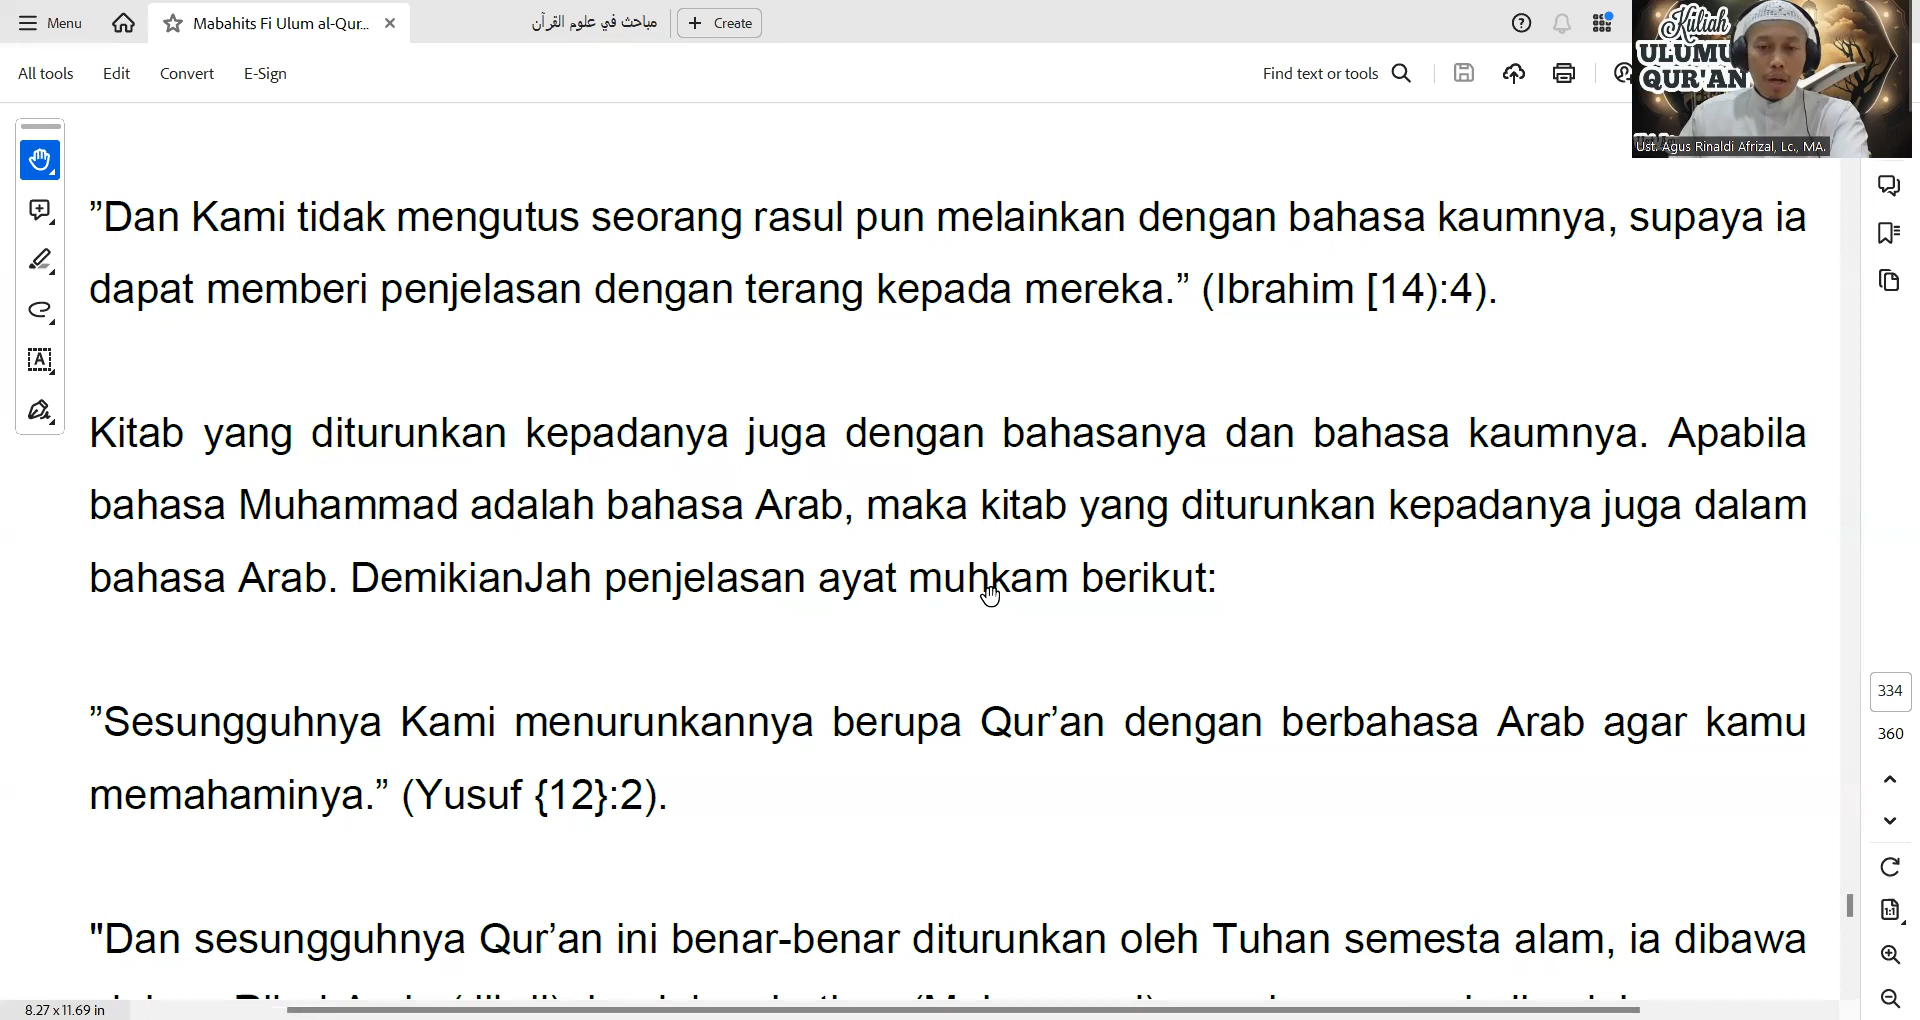 Menu
Mabahits Fi Ulum al-Qur...
مباحث في علوم القرآن
Create
All tools
Edit
Convert
E-Sign
Find text or tools
Kuliah
ULUMU
QUR'AN
Ust. Agus Rinaldi Afrizal, Lc., MA.
”Dan Kami tidak mengutus seorang rasul pun melainkan dengan bahasa kaumnya, supaya ia
dapat memberi penjelasan dengan terang kepada mereka.” (Ibrahim [14):4).
Kitab yang diturunkan kepadanya juga dengan bahasanya dan bahasa kaumnya. Apabila
bahasa Muhammad adalah bahasa Arab, maka kitab yang diturunkan kepadanya juga dalam
bahasa Arab. DemikianJah penjelasan ayat muhkam berikut:
”Sesungguhnya Kami menurunkannya berupa Qur’an dengan berbahasa Arab agar kamu
memahaminya.” (Yusuf {12}:2).
"Dan sesungguhnya Qur’an ini benar-benar diturunkan oleh Tuhan semesta alam, ia dibawa
334
360
8.27 x 11.69 in